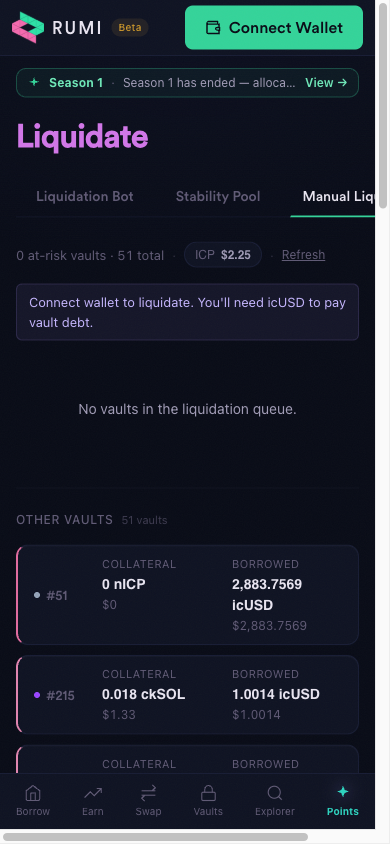 RUMI Beta Connect Wallet
Season 1 · Season 1 has ended — alloca... View →
Liquidate
Liquidation Bot Stability Pool Manual Liq
0 at-risk vaults · 51 total · ICP $2.25 · Refresh
Connect wallet to liquidate. You'll need icUSD to pay
vault debt.
No vaults in the liquidation queue.
OTHER VAULTS 51 vaults
COLLATERAL BORROWED
#51 0 nICP 2,883.7569
icUSD
$0 $2,883.7569
COLLATERAL BORROWED
#215 0.018 ckSOL 1.0014 icUSD
$1.33 $1.0014
COLLATERAL BORROWED
Borrow Earn Swap Vaults Explorer Points